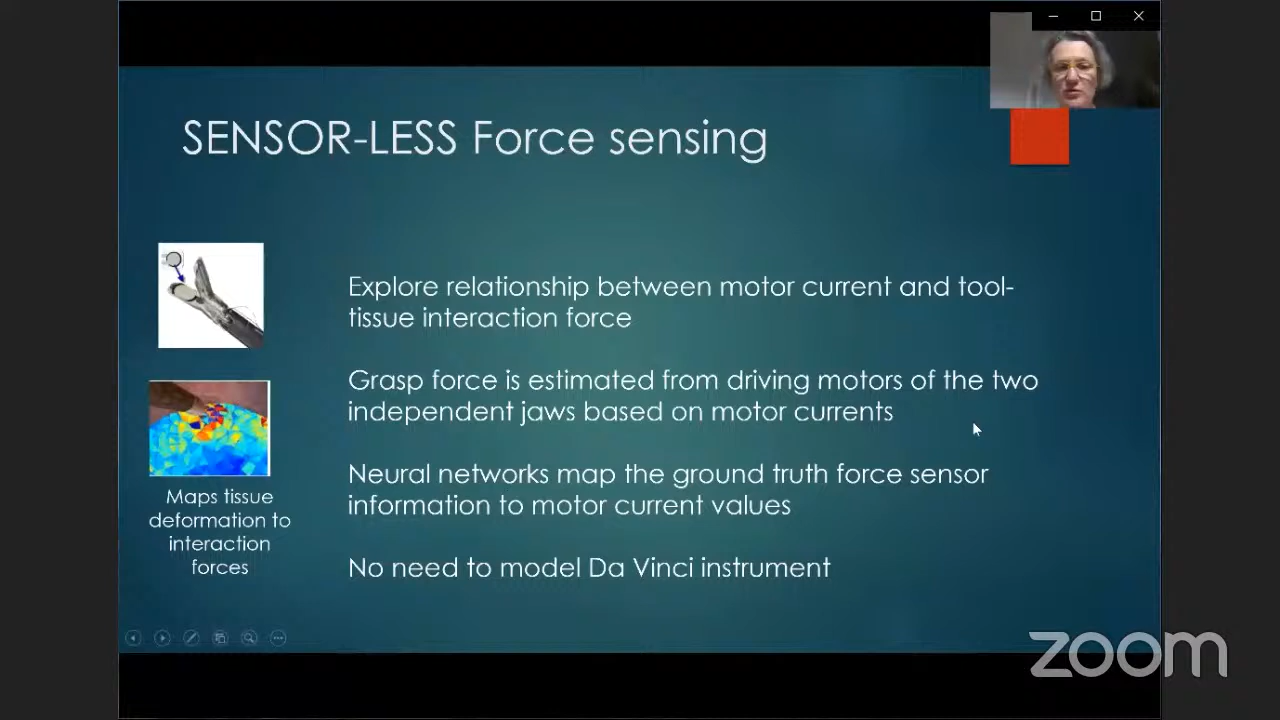 SENSOR-LESS Force sensing
Explore relationship between motor current and tool-
tissue interaction force
Grasp force is estimated from driving motors of the two
independent jaws based on motor currents
Neural networks map the ground truth force sensor
information to motor current values
No need to model Da Vinci instrument
Maps tissue
deformation to
interaction
forces
zoom